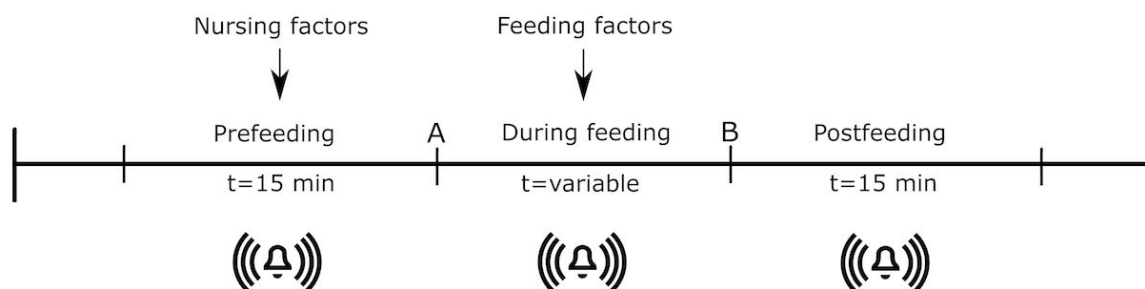 Nursing factors
Feeding factors
Prefeeding
A
During feeding
B
Postfeeding
t=15 min
t=variable
t=15 min